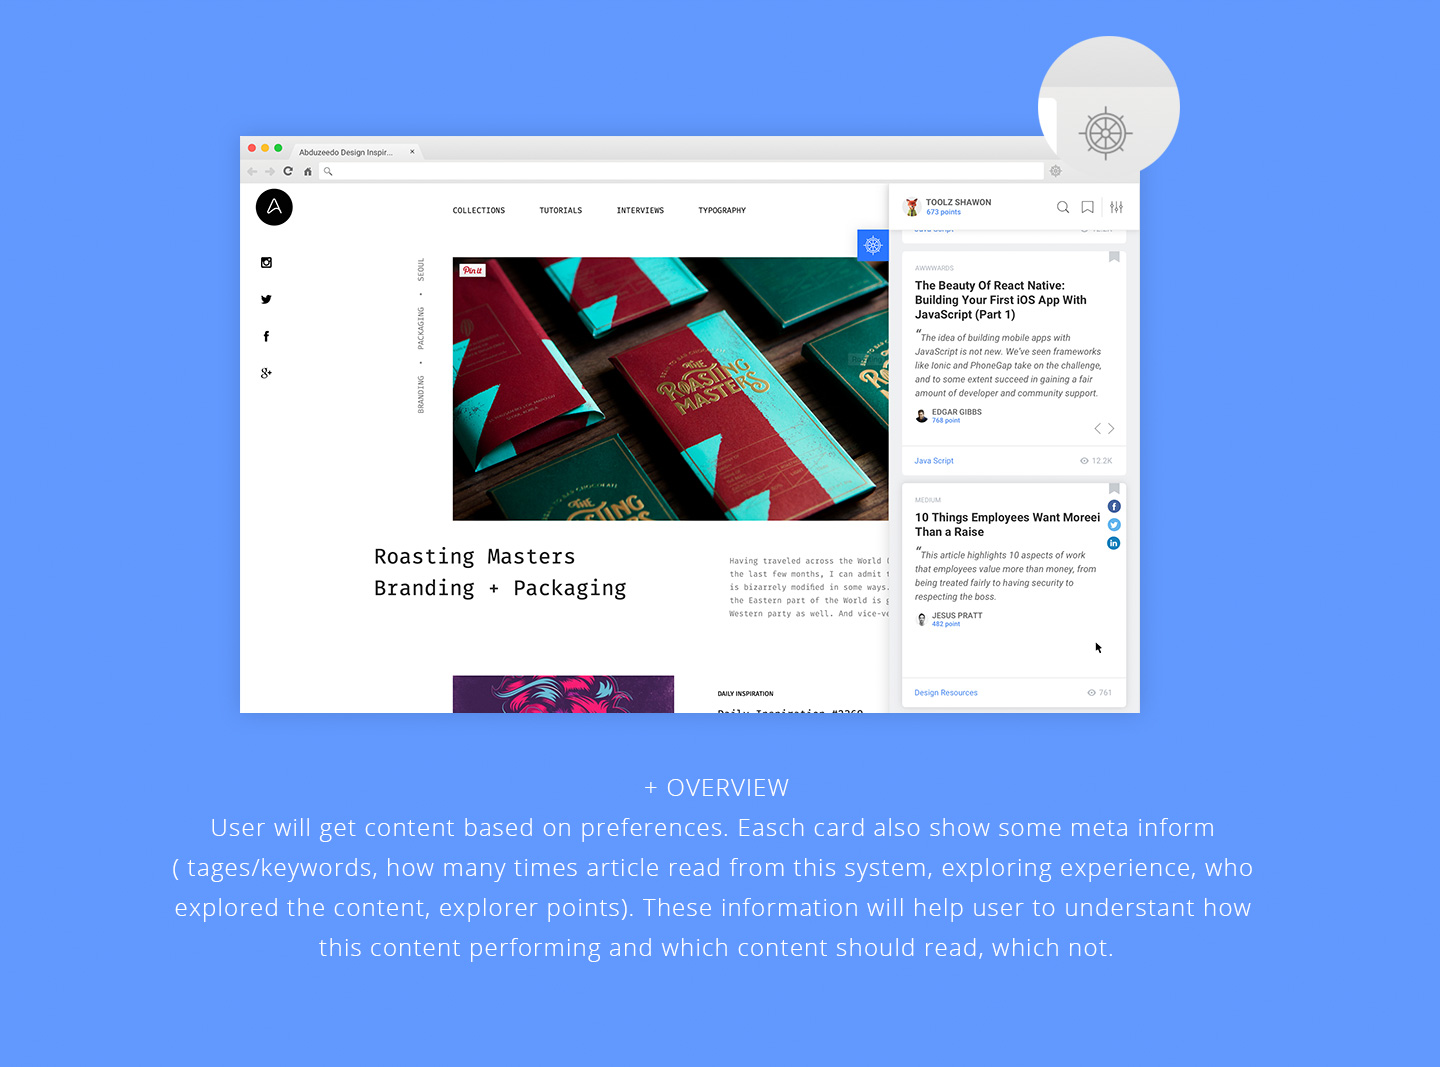 Abduzeedo Design Inspir...
TOOLZ SHAWON
673 points
COLLECTIONS
TUTORIALS
INTERVIEWS
TYPOGRAPHY
Java Script
12.2K
BRANDING • PACKAGING • SEOUL
Pin it
THE
ROASTING
MASTERS
AWWWARDS
The Beauty Of React Native:
Building Your First iOS App With
JavaScript (Part 1)
“The idea of building mobile apps with
JavaScript is not new. We've seen frameworks
like Ionic and PhoneGap take on the challenge,
and to some extent succeed in gaining a fair
amount of developer and community support.
EDGAR GIBBS
768 point
Java Script
12.2K
MEDIUM
10 Things Employees Want Moreei
Than a Raise
“This article highlights 10 aspects of work
that employees value more than money, from
being treated fairly to having security to
respecting the boss.
JESUS PRATT
482 point
Design Resources
761
Roasting Masters
Branding + Packaging
Having traveled across the World
the last few months, I can admit
is bizarrely modified in some ways.
the Eastern part of the World is
Western party as well. And vice-ve
DAILY INSPIRATION
Daily Inspiration #2260
+ OVERVIEW
User will get content based on preferences. Easch card also show some meta inform
( tages/keywords, how many times article read from this system, exploring experience, who
explored the content, explorer points). These information will help user to understant how
this content performing and which content should read, which not.